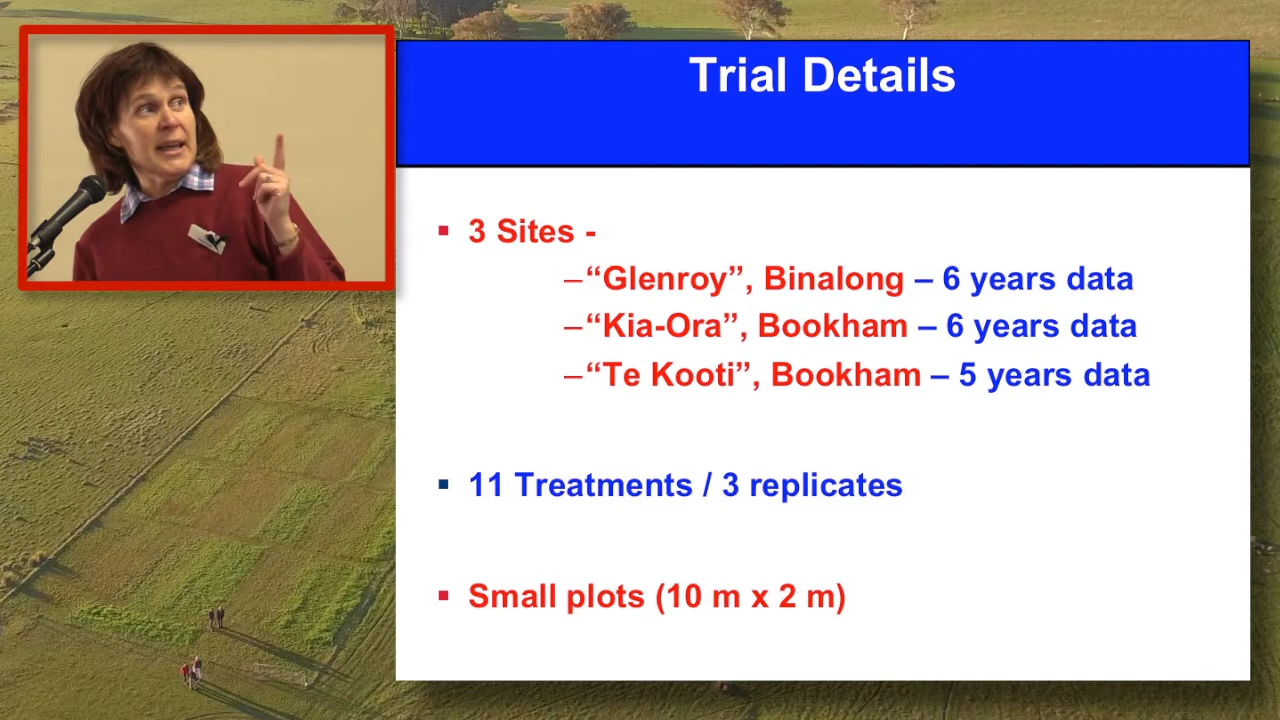 Trial Details
▪ 3 Sites -
–“Glenroy”, Binalong – 6 years data
–“Kia-Ora”, Bookham – 6 years data
–“Te Kooti”, Bookham – 5 years data
▪ 11 Treatments / 3 replicates
▪ Small plots (10 m x 2 m)